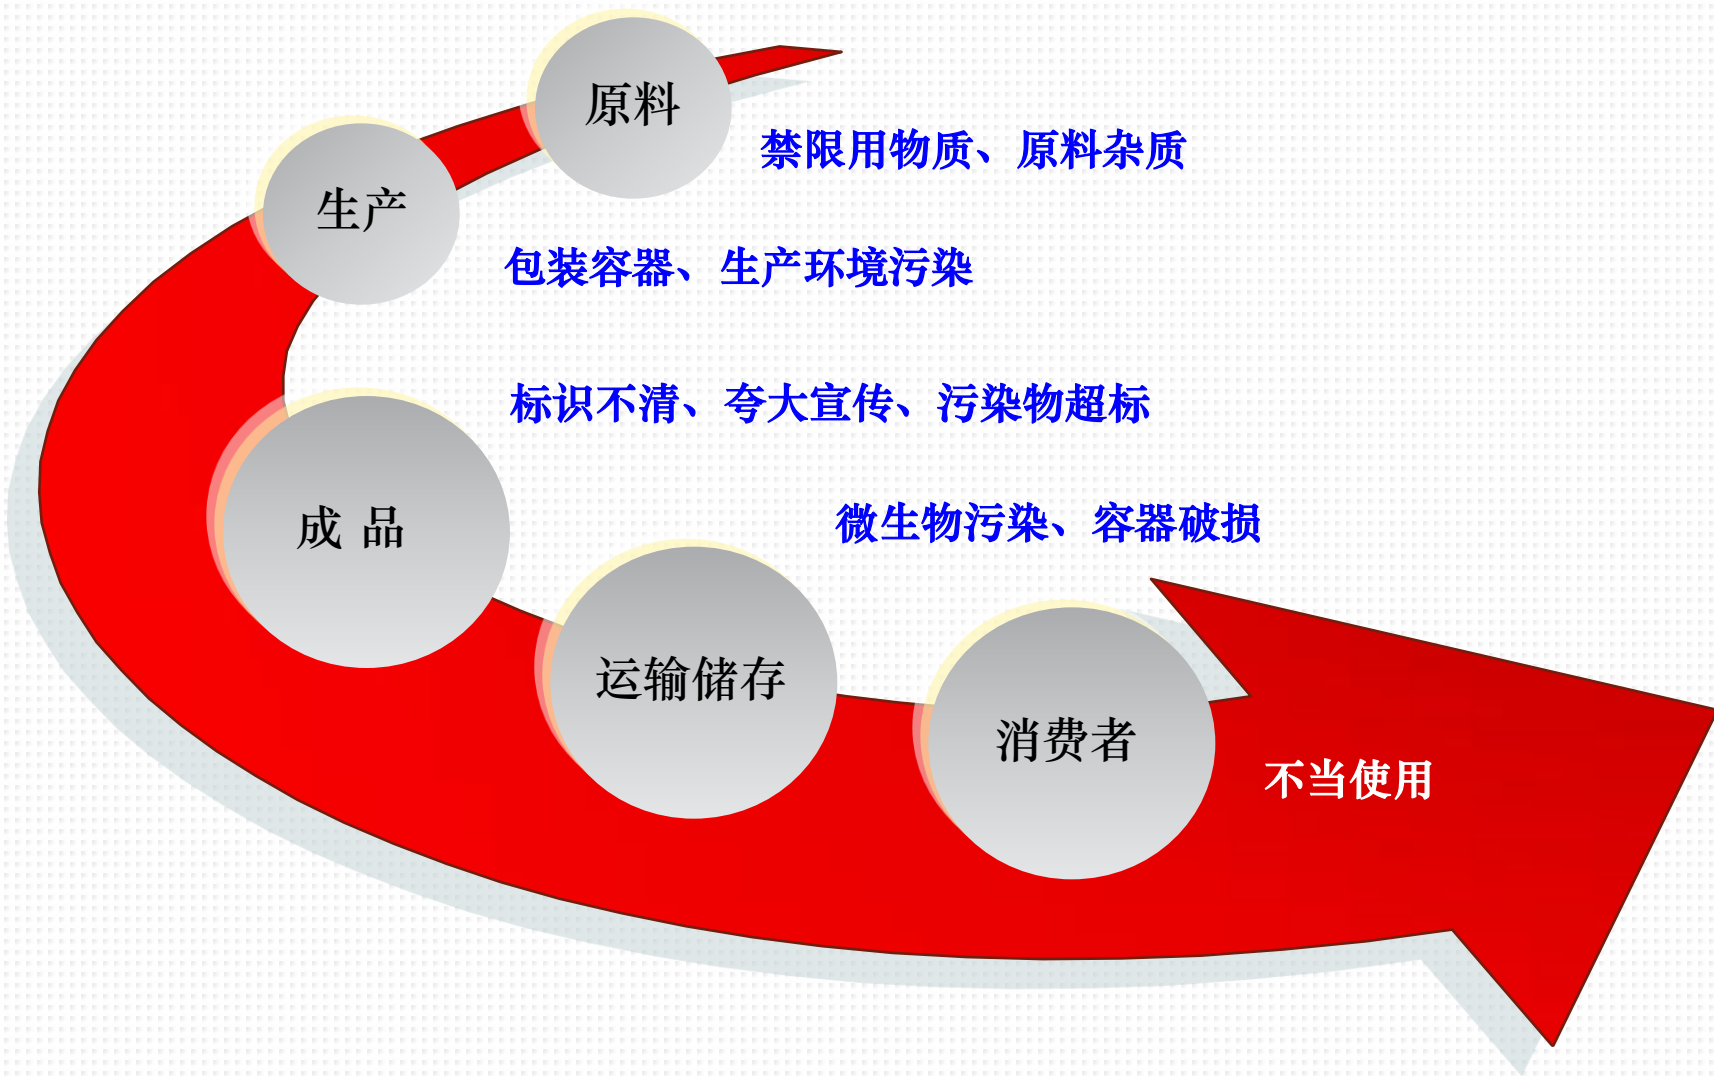 原料
禁限用物质、原料杂质
生产
包装容器、生产环境污染
标识不清、夸大宣传、污染物超标
成 品
微生物污染、容器破损
运输储存
消费者
不当使用